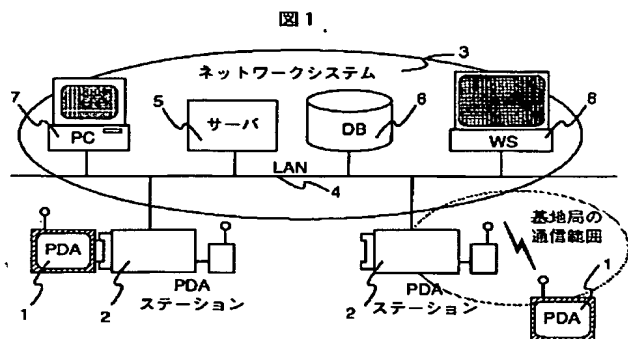 図1
3
ネットワークシステム
7
PC
5
サーバ
DB
6
WS
8
LAN
4
基地局の
通信範囲
PDA
1
2
PDA
ステーション
2
PDA
ステーション
1
PDA